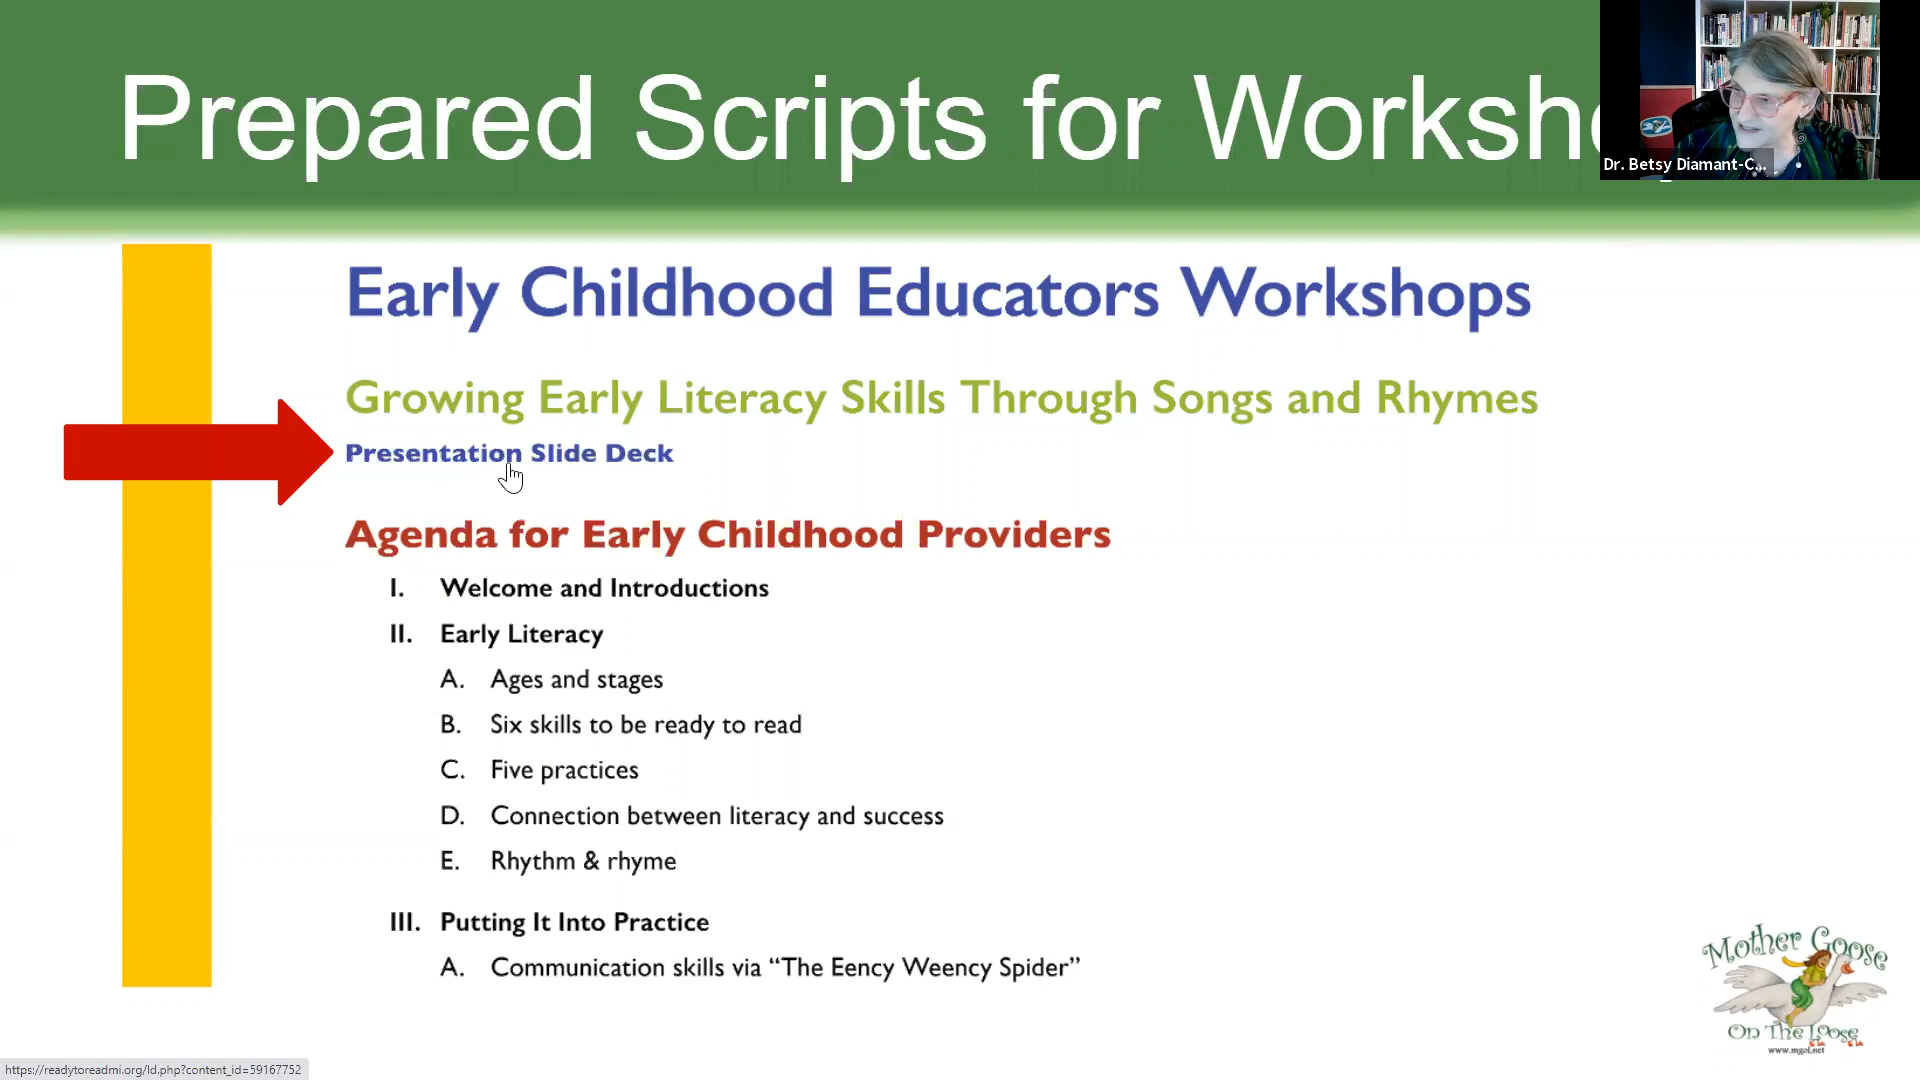 Prepared Scripts for Worksho
Dr. Betsy Diamant-C...
Early Childhood Educators Workshops
Growing Early Literacy Skills Through Songs and Rhymes
Presentation Slide Deck
Agenda for Early Childhood Providers
I. Welcome and Introductions
II. Early Literacy
A. Ages and stages
B. Six skills to be ready to read
C. Five practices
D. Connection between literacy and success
E. Rhythm & rhyme
III. Putting It Into Practice
A. Communication skills via “The Eency Weency Spider”
Mother Goose
On The Loose
www.mgol.net
https://readytoreadmi.org/ld.php?content_id=59167752